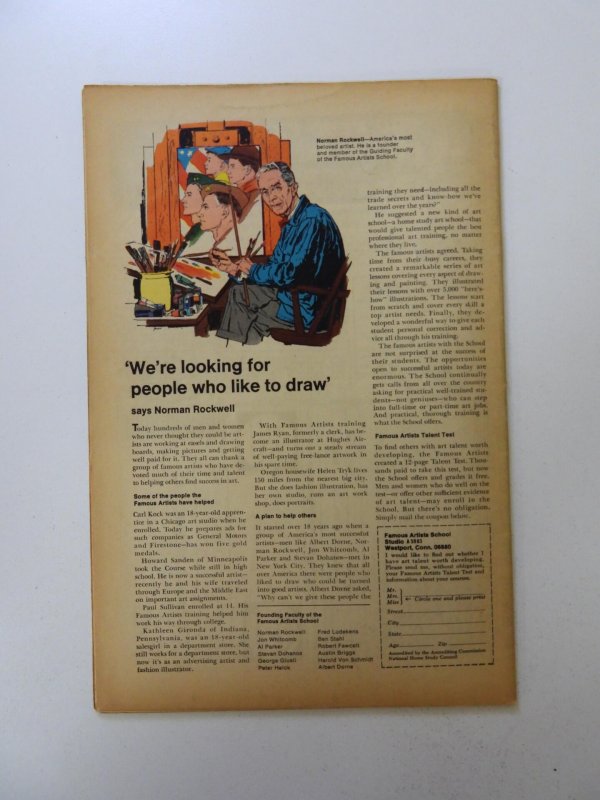 Norman Rockwell—America's most
beloved artist. He is a founder
and member of the Guiding Faculty
of the Famous Artists School.
'We're looking for
people who like to draw'
says Norman Rockwell
Today hundreds of men and women
who never thought they could be art-
ists are working at easels and drawing
boards, making pictures and getting
well paid for it. They all can thank a
group of famous artists who have de-
voted much of their time and talent
to helping others find success in art.
Some of the people the
Famous Artists have helped
Carl Kock was an 18-year-old appren-
tice in a Chicago art studio when he
enrolled. Today he prepares ads for
such companies as General Motors
and Firestone—has won five gold
medals.
Howard Sanden of Minneapolis
took the Course while still in high
school. He is now a successful artist—
recently he and his wife traveled
through Europe and the Middle East
on important art assignments.
Paul Sullivan enrolled at 14. His
Famous Artists training helped him
work his way through college.
Kathleen Gironda of Indiana,
Pennsylvania, was an 18-year-old
salesgirl in a department store. She
still works for a department store, but
now it's as an advertising artist and
fashion illustrator.
With Famous Artists training
James Ryan, formerly a clerk, has be-
come an illustrator at Hughes Air-
craft—and turns out a steady stream
of well-paying free-lance artwork in
his spare time.
Oregon housewife Helen Tryk lives
150 miles from the nearest big city.
But she does fashion illustration, has
her own studio, runs an art work
shop, does portraits.
A plan to help others
It started over 18 years ago when a
group of America's most successful
artists—men like Albert Dorne, Nor-
man Rockwell, Jon Whitcomb, Al
Parker and Stevan Dohanos—met in
New York City. They knew that all
over America there were people who
liked to draw who could be turned
into good artists. Albert Dorne asked,
"Why can't we give these people the
Founding Faculty of the
Famous Artists School
Norman Rockwell
Jon Whitcomb
Al Parker
Stevan Dohanos
George Giusti
Peter Helck
Fred Ludekens
Ben Stahl
Robert Fawcett
Austin Briggs
Harold Von Schmidt
Albert Dorne
training they need—including all the
trade secrets and know-how we've
learned over the years?"
He suggested a new kind of art
school—a home study art school—that
would give talented people the best
professional art training, no matter
where they live.
The famous artists agreed. Taking
time from their busy careers, they
created a remarkable series of art
lessons covering every aspect of draw-
ing and painting. They illustrated
their lessons with over 5,000 "here's-
how" illustrations. The lessons start
from scratch and cover every skill a
top artist needs. Finally, they de-
veloped a wonderful way to give each
student personal correction and ad-
vice all through his training.
The famous artists with the School
are not surprised at the success of
their students. The opportunities
open to successful artists today are
enormous. The School continually
gets calls from all over the country
asking for practical well-trained stu-
dents—not geniuses—who can step
into full-time or part-time art jobs.
And practical, thorough training is
what the School offers.
Famous Artists Talent Test
To find others with art talent worth
developing, the Famous Artists
created a 12-page Talent Test. Thou-
sands paid to take this test, but now
the School offers and grades it free.
Men and women who do well on the
test—or offer other sufficient evidence
of art talent—may enroll in the
School. But there's no obligation.
Simply mail the coupon below.
Famous Artists School
Westport, Conn. 06880
I would like to find out whether I
have art talent worth developing.
Please send me, without obligation,
your Famous Artists Talent Test and
information about your courses.
Mr.
Mrs.
Miss
← Circle one and please print
Street
City
State
Age Zip
Accredited by the Accrediting Commission
National Home Study Council